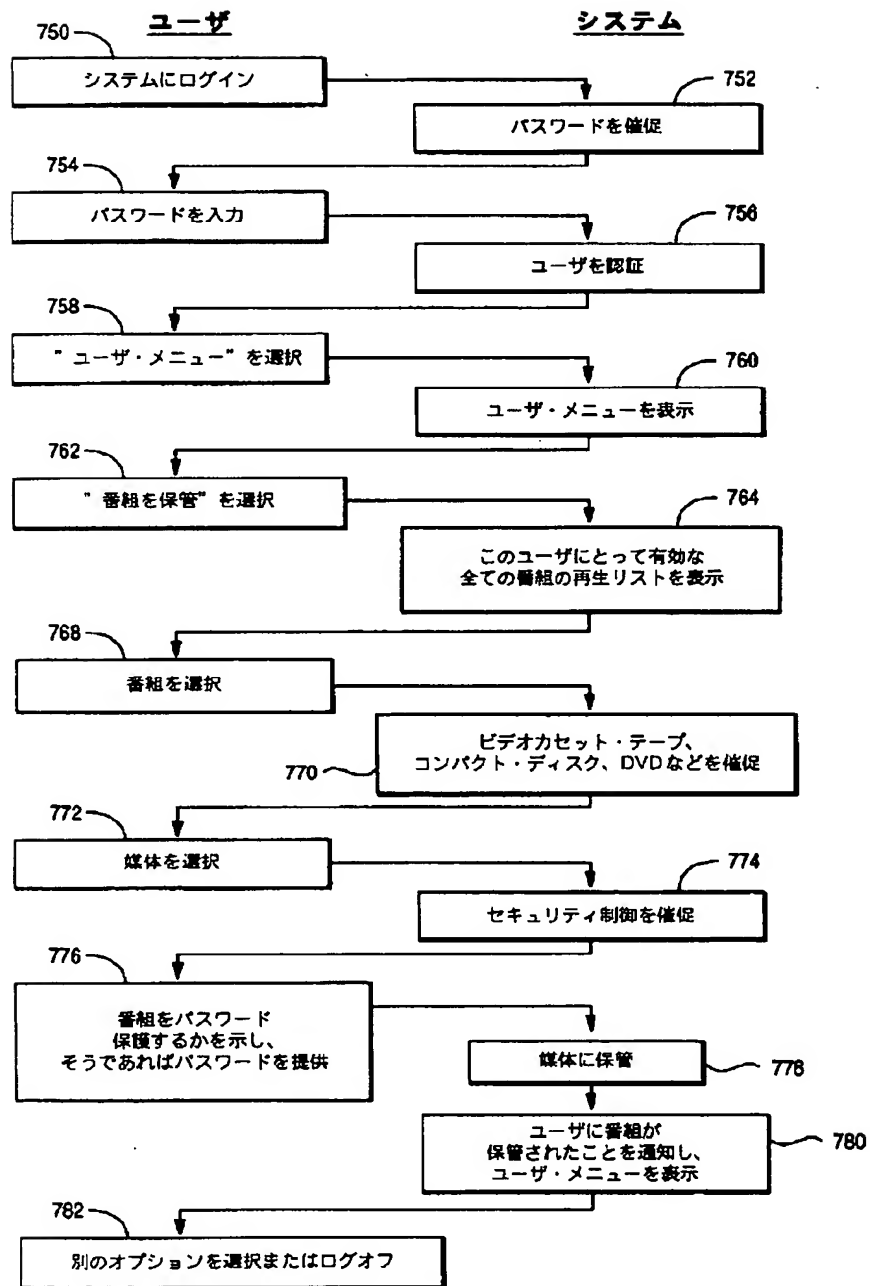 ユーザ
システム
750
システムにログイン
752
パスワードを催促
754
パスワードを入力
756
ユーザを認証
758
”ユーザ・メニュー”を選択
760
ユーザ・メニューを表示
762
”番組を保管”を選択
764
このユーザにとって有効な
全ての番組の再生リストを表示
768
番組を選択
ビデオカセット・テープ、
770
コンパクト・ディスク、DVDなどを催促
772
媒体を選択
774
セキュリティ制御を催促
776
番組をパスワード
保護するかを示し、
そうであればパスワードを提供
媒体に保管
778
ユーザに番組が
保管されたことを通知し、
ユーザ・メニューを表示
780
782
別のオプションを選択またはログオフ